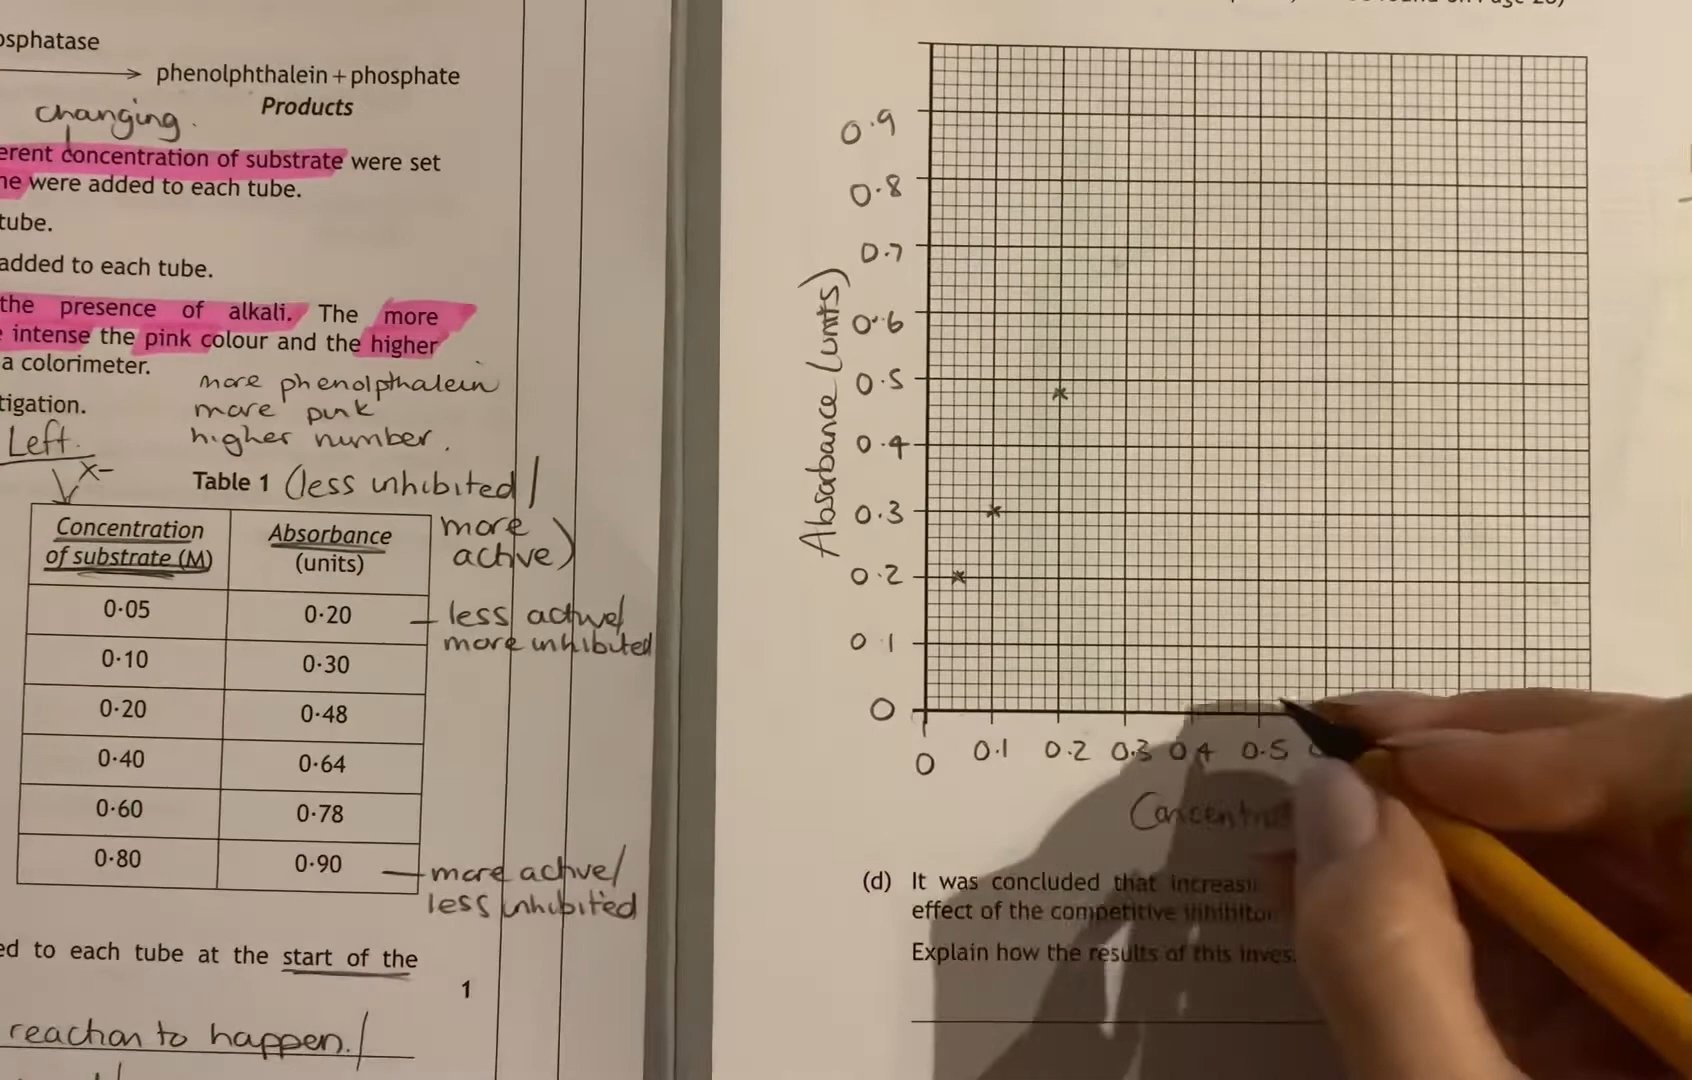 phenolphthalein + phosphate
changing.
Products
concentration of substrate were set
were added to each tube.
tube.
added to each tube.
the presence of alkali. The more
intense the pink colour and the higher
a colorimeter.
more phenolpthalein
more pink
higher number.
Left.
x-
Table 1 (less inhibited/
more
active)
Concentration
of substrate (M)
Absorbance
(units)
0·05 0·20 less active/
more inhibited
0·10 0·30
0·20 0·48
0·40 0·64
0·60 0·78
0·80 0·90 more active/
less inhibited
to each tube at the start of the
1
reaction to happen./
Absorbance (units)
0.9
0.8
0.7
0.6
0.5
0.4
0.3
0.2
0.1
0
0 0.1 0.2 0.3 0.4 0.5
(d) It was concluded that
effect of the competitive inhibitor
Explain how the results of this